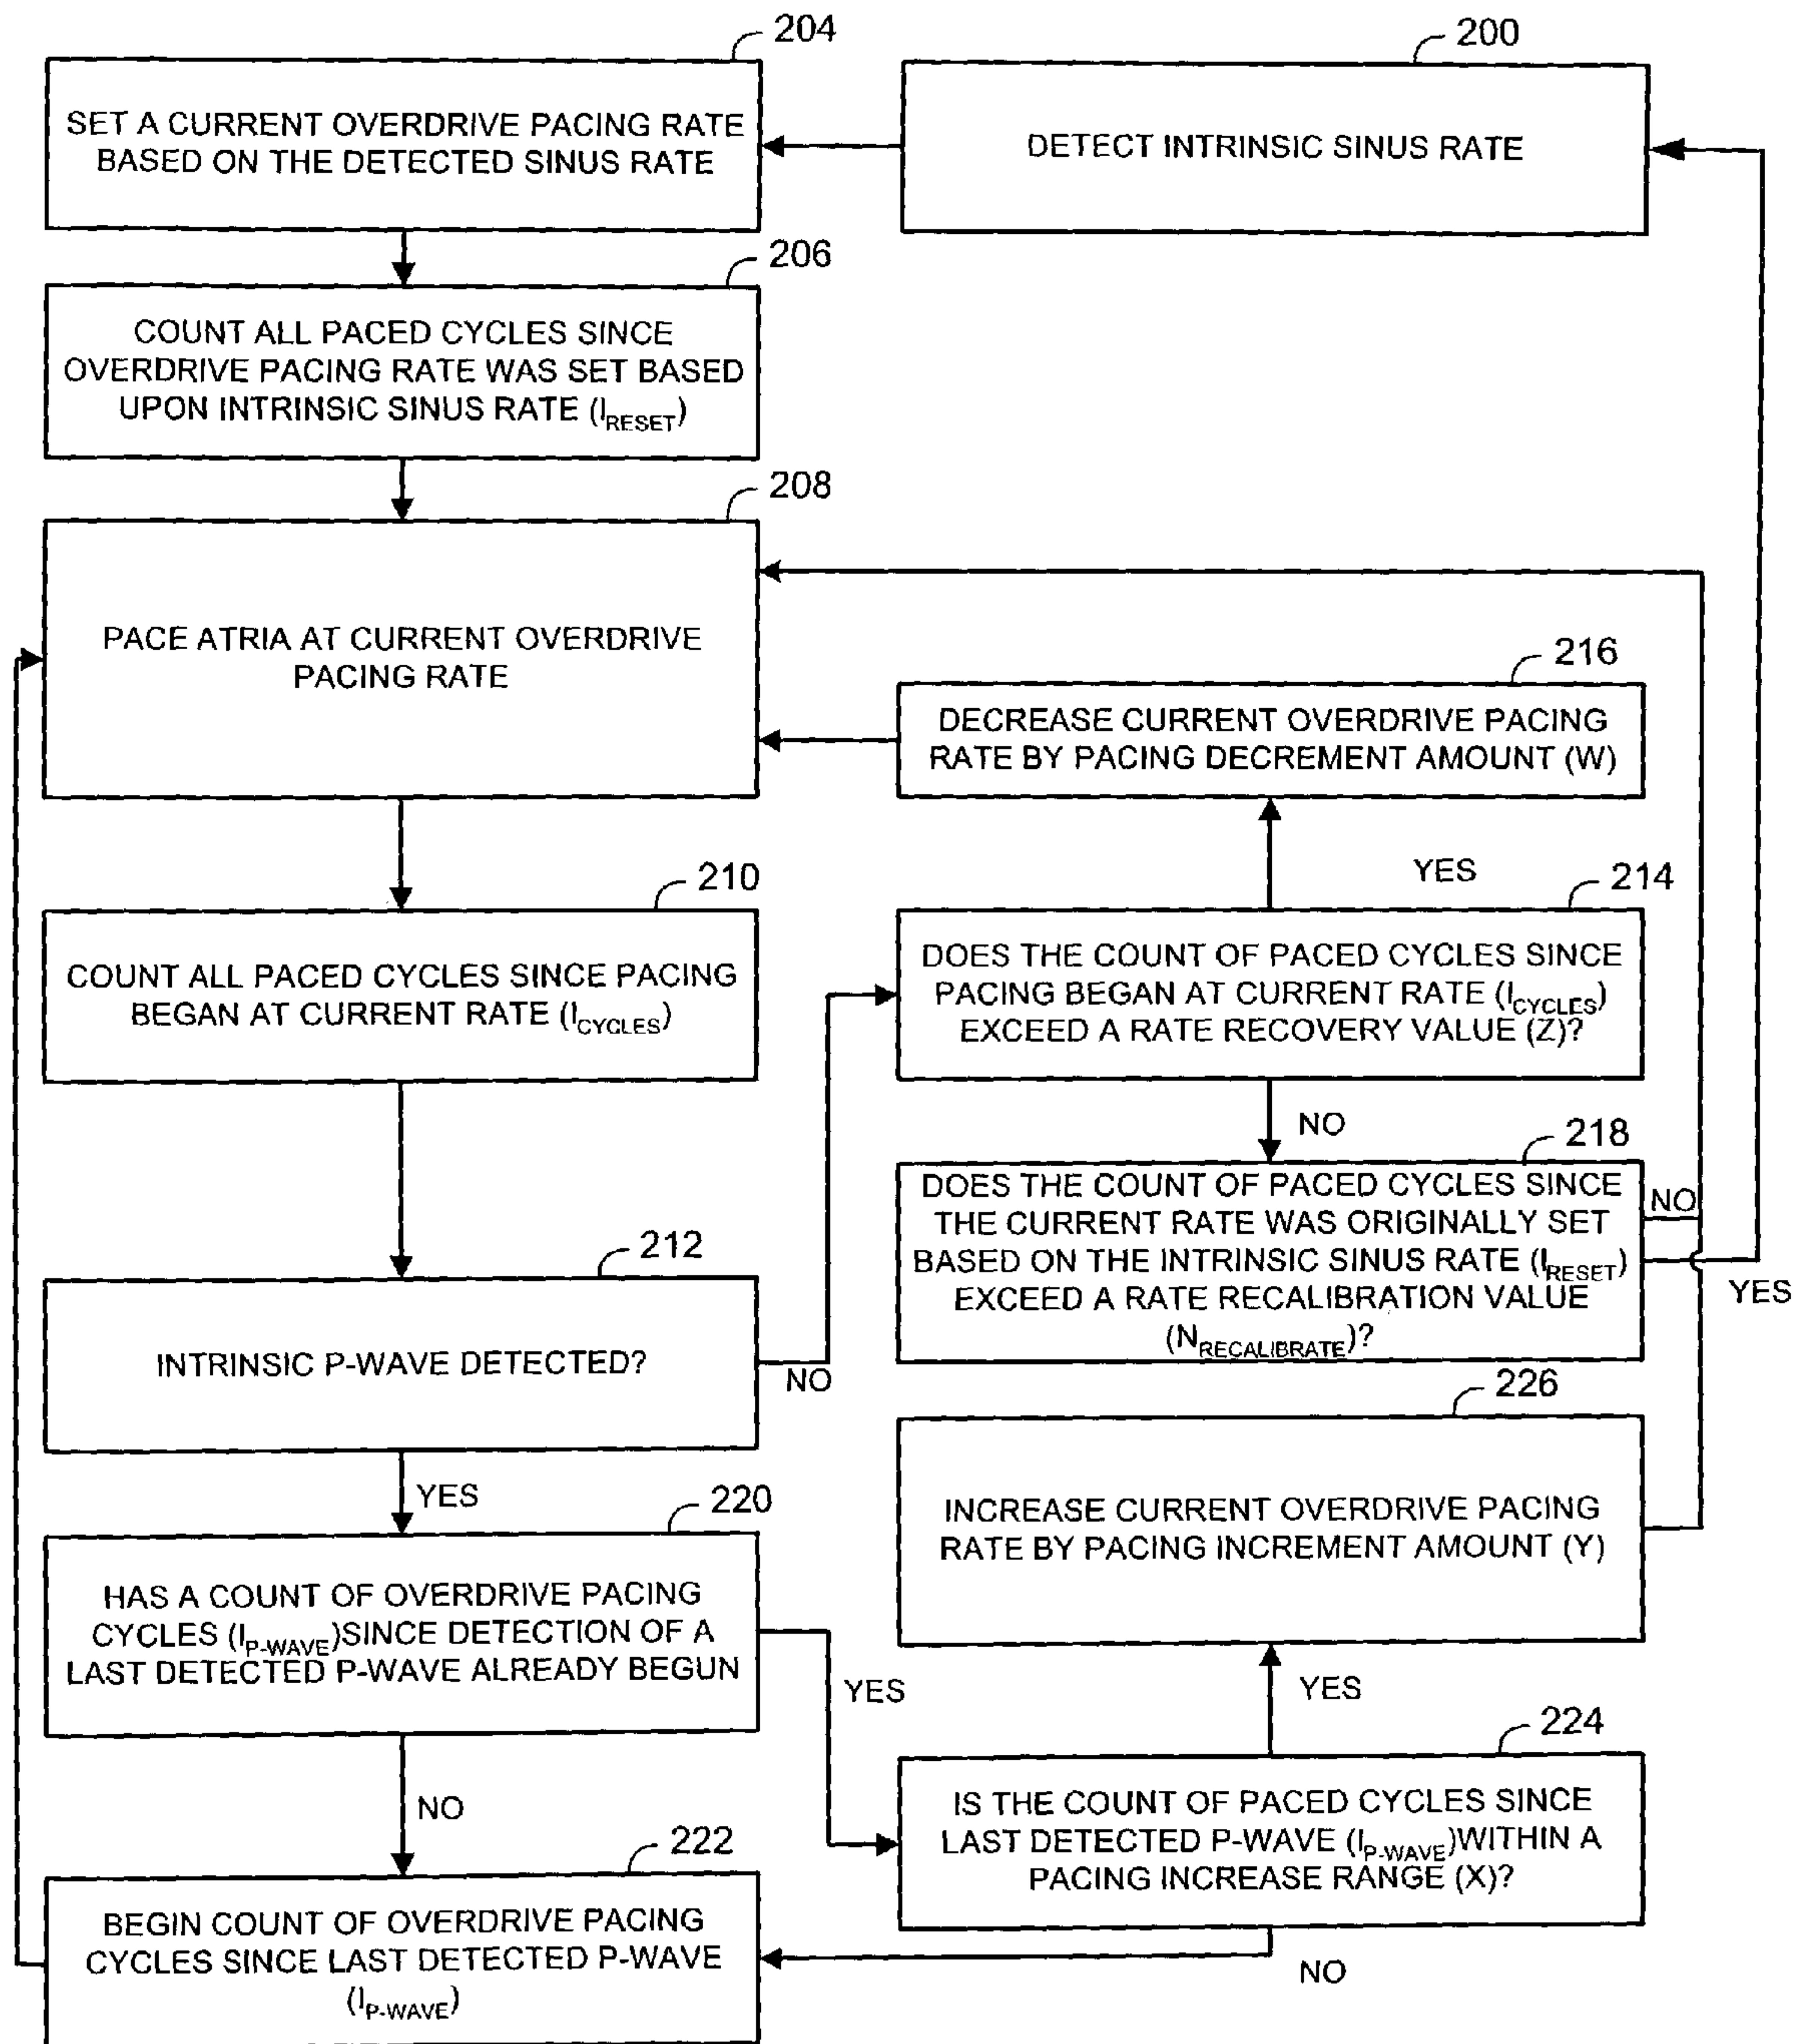 204
SET A CURRENT OVERDRIVE PACING RATE
BASED ON THE DETECTED SINUS RATE
200
DETECT INTRINSIC SINUS RATE
206
COUNT ALL PACED CYCLES SINCE
OVERDRIVE PACING RATE WAS SET BASED
UPON INTRINSIC SINUS RATE (I_RESET)
208
PACE ATRIA AT CURRENT OVERDRIVE
PACING RATE
216
DECREASE CURRENT OVERDRIVE PACING
RATE BY PACING DECREMENT AMOUNT (W)
YES
210
COUNT ALL PACED CYCLES SINCE PACING
BEGAN AT CURRENT RATE (I_CYCLES)
214
DOES THE COUNT OF PACED CYCLES SINCE
PACING BEGAN AT CURRENT RATE (I_CYCLES)
EXCEED A RATE RECOVERY VALUE (Z)?
NO
218
DOES THE COUNT OF PACED CYCLES SINCE
THE CURRENT RATE WAS ORIGINALLY SET
BASED ON THE INTRINSIC SINUS RATE (I_RESET)
EXCEED A RATE RECALIBRATION VALUE
(N_RECALIBRATE)?
NO
YES
212
INTRINSIC P-WAVE DETECTED?
NO
YES
226
INCREASE CURRENT OVERDRIVE PACING
RATE BY PACING INCREMENT AMOUNT (Y)
220
HAS A COUNT OF OVERDRIVE PACING
CYCLES (I_P-WAVE)SINCE DETECTION OF A
LAST DETECTED P-WAVE ALREADY BEGUN
YES
YES
NO
224
IS THE COUNT OF PACED CYCLES SINCE
LAST DETECTED P-WAVE (I_P-WAVE)WITHIN A
PACING INCREASE RANGE (X)?
NO
222
BEGIN COUNT OF OVERDRIVE PACING
CYCLES SINCE LAST DETECTED P-WAVE
(I_P-WAVE)